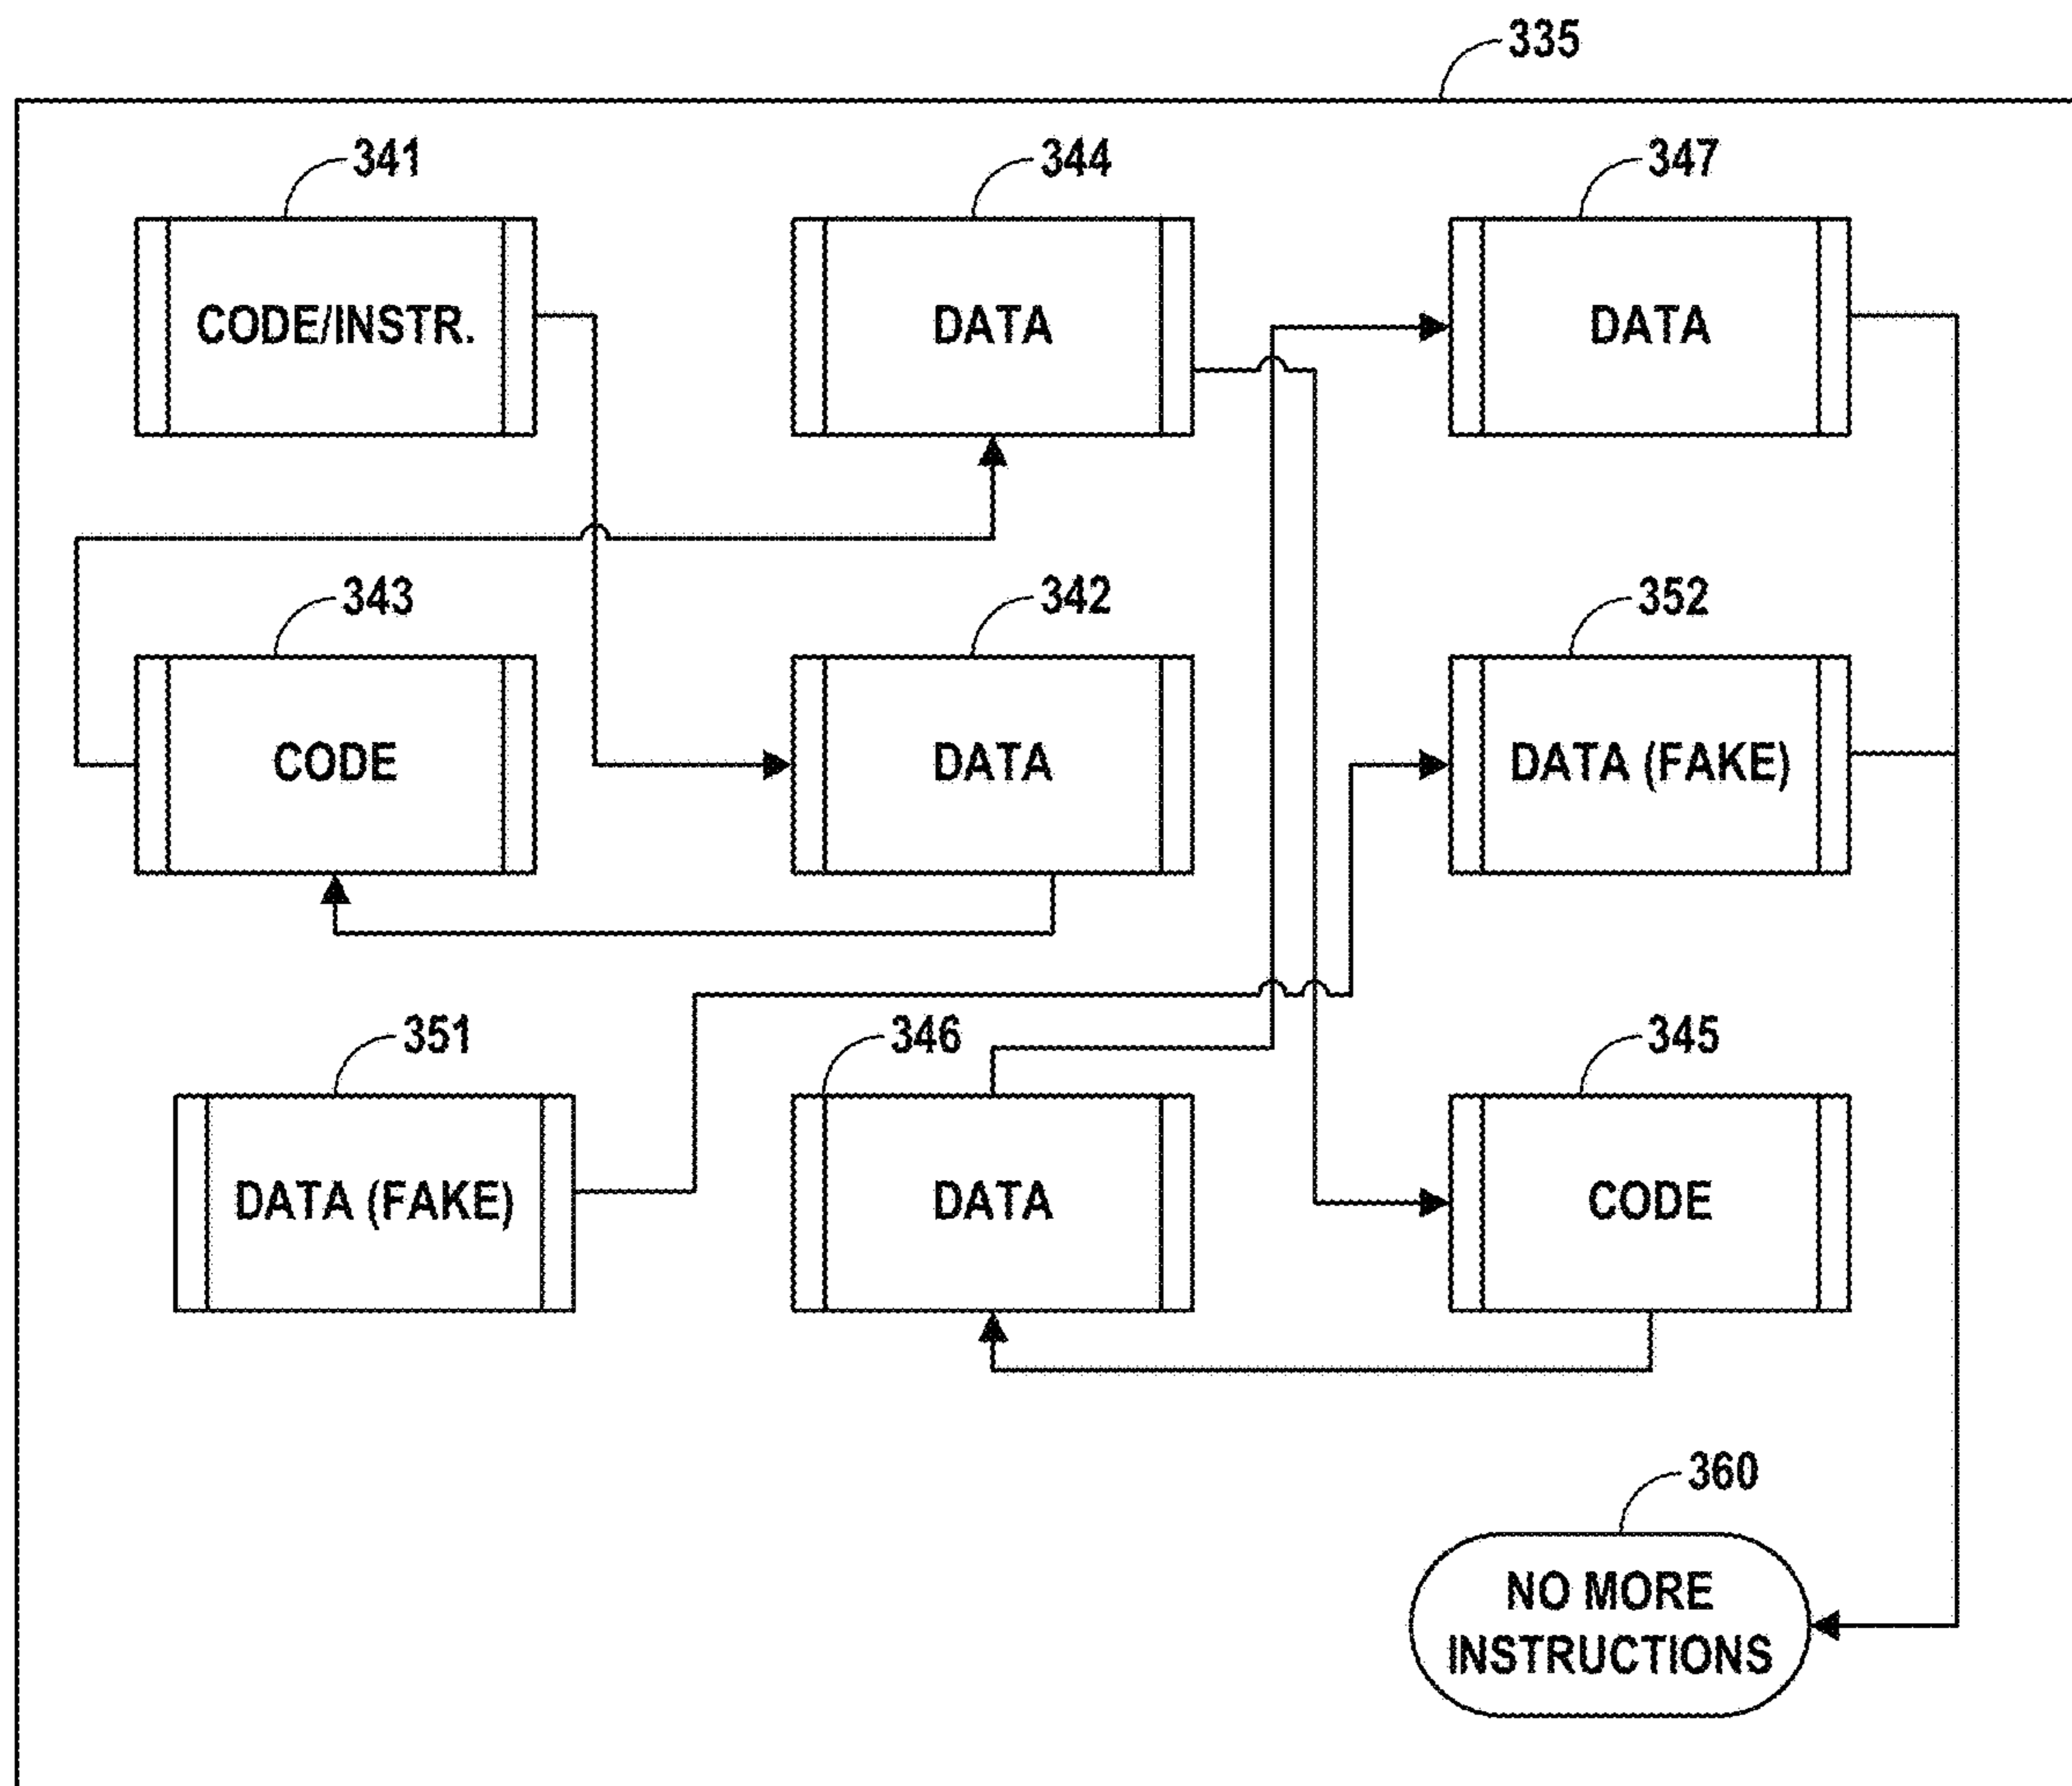 335
341
344
347
CODE/INSTR.
DATA
DATA
343
342
352
CODE
DATA
DATA (FAKE)
351
346
345
DATA (FAKE)
DATA
CODE
360
NO MORE
INSTRUCTIONS